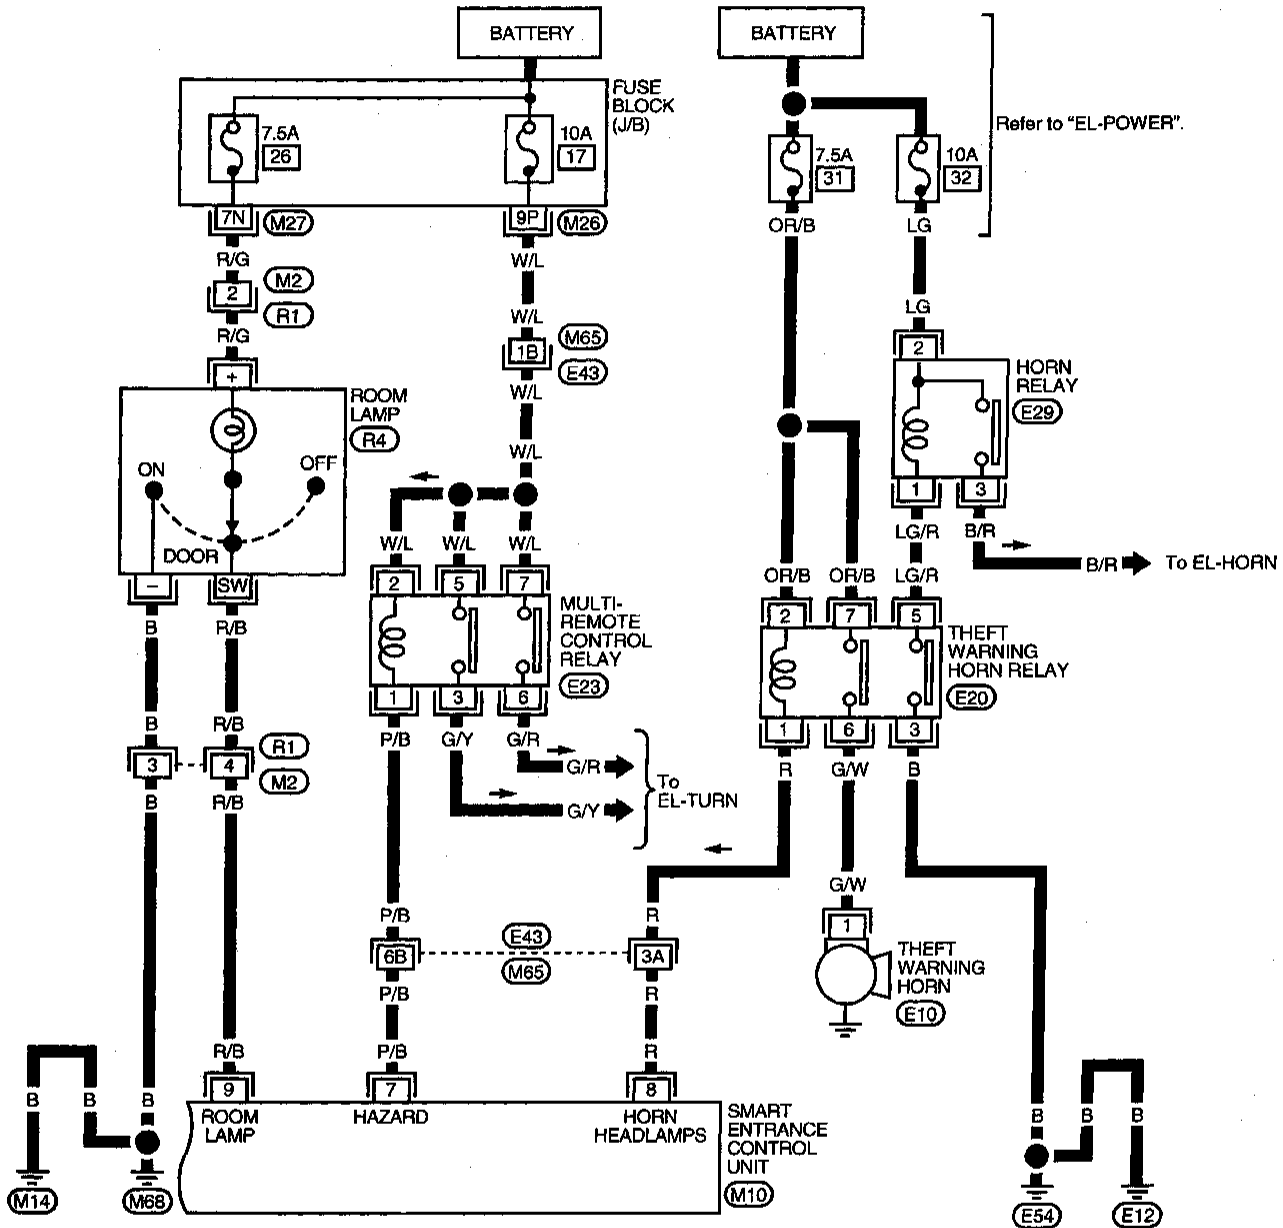 BATTERY
BATTERY
FUSE
BLOCK
(J/B)
7.5A
26
10A
17
7.5A
31
10A
32
Refer to "EL-POWER".
7N
M27
9P
M26
OR/B
LG
R/G
W/L
M2
2
R1
R/G
W/L
M65
1B
E43
W/L
LG
2
HORN
RELAY
E29
+
ROOM
LAMP
R4
ON
OFF
DOOR
W/L
1
3
LG/R
B/R
B/R
To EL-HORN
W/L
W/L
W/L
OR/B
OR/B
LG/R
−
SW
2
5
7
MULTI-
REMOTE
CONTROL
RELAY
E23
2
7
5
THEFT
WARNING
HORN RELAY
E20
B
R/B
1
3
6
1
6
3
B
R/B
P/B
G/Y
G/R
R
G/W
B
3
4
R1
M2
G/R
G/Y
To
EL-TURN
B
R/B
G/W
P/B
R
1
6B
E43
M65
3A
THEFT
WARNING
HORN
E10
P/B
R
R/B
P/B
R
9
7
8
B
B
B
ROOM
LAMP
HAZARD
HORN
HEADLAMPS
SMART
ENTRANCE
CONTROL
UNIT
M10
B
B
B
M14
M68
E54
E12